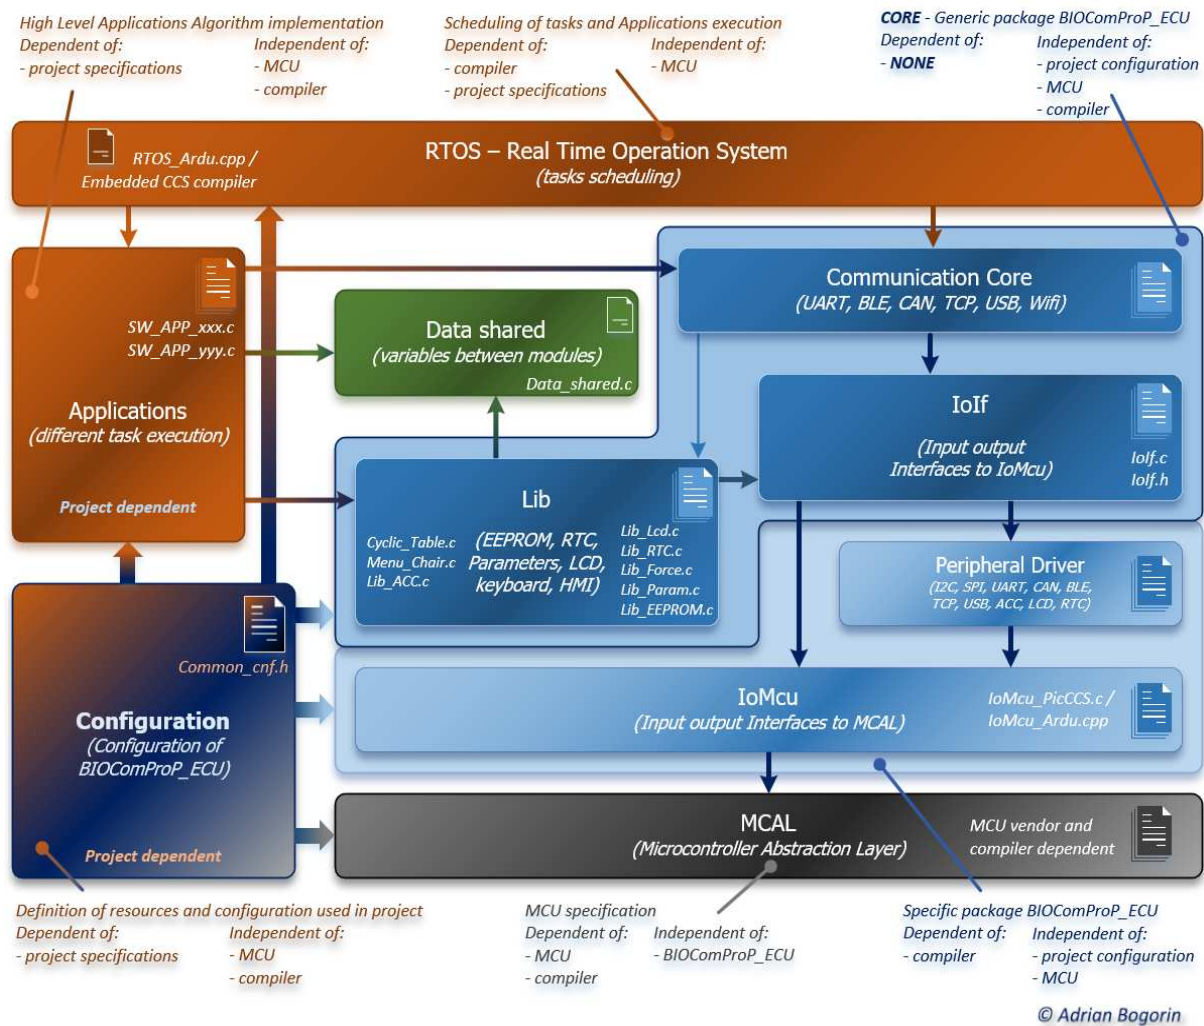 High Level Applications Algorithm implementation
Dependent of:
- project specifications
Independent of:
- MCU
- compiler
Scheduling of tasks and Applications execution
Dependent of:
- compiler
- project specifications
Independent of:
- MCU
CORE - Generic package BIOComProP_ECU
Dependent of:
- NONE
Independent of:
- project configuration
- MCU
- compiler
RTOS_Ardu.cpp /
Embedded CCS compiler
RTOS – Real Time Operation System
(tasks scheduling)
SW_APP_xxx.c
SW_APP_yyy.c
Applications
(different task execution)
Project dependent
Data shared
(variables between modules)
Data_shared.c
Communication Core
(UART, BLE, CAN, TCP, USB, Wifi)
IoIf
(Input output
Interfaces to IoMcu)
IoIf.c
IoIf.h
Lib
Cyclic_Table.c
Menu_Chair.c
Lib_ACC.c
(EEPROM, RTC,
Parameters, LCD,
keyboard, HMI)
Lib_Lcd.c
Lib_RTC.c
Lib_Force.c
Lib_Param.c
Lib_EEPROM.c
Peripheral Driver
(I2C, SPI, UART, CAN, BLE,
TCP, USB, ACC, LCD, RTC)
Common_cnf.h
Configuration
(Configuration of
BIOComProP_ECU)
Project dependent
IoMcu
(Input output Interfaces to MCAL)
IoMcu_PicCCS.c /
IoMcu_Ardu.cpp
MCAL
(Microcontroller Abstraction Layer)
MCU vendor and
compiler dependent
Definition of resources and configuration used in project
Dependent of:
- project specifications
Independent of:
- MCU
- compiler
MCU specification
Dependent of:
- MCU
- compiler
Independent of:
- BIOComProP_ECU
Specific package BIOComProP_ECU
Dependent of:
- compiler
Independent of:
- project configuration
- MCU
© Adrian Bogorin